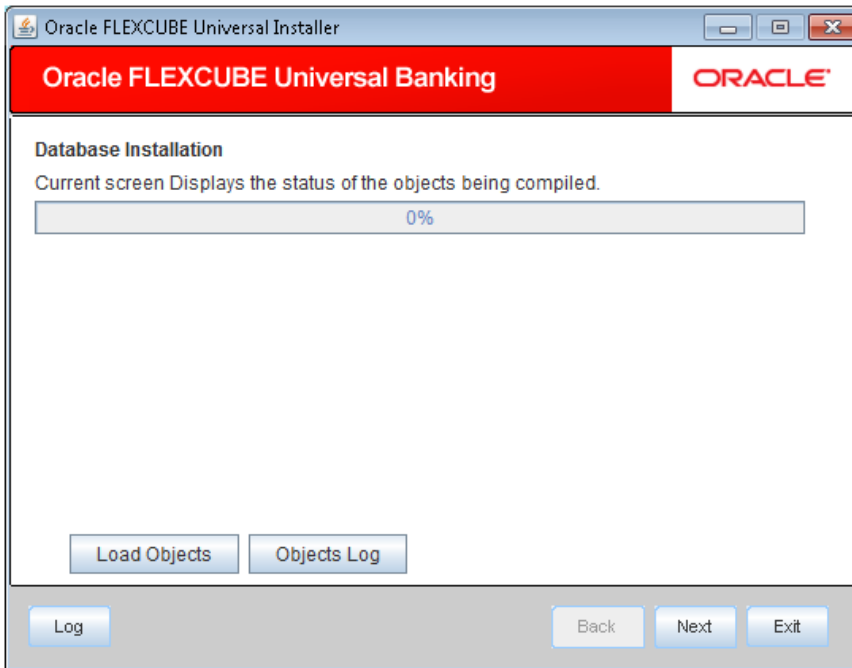 Oracle FLEXCUBE Universal Installer
Oracle FLEXCUBE Universal Banking ORACLE
Database Installation
Current screen Displays the status of the objects being compiled.
0%
Load Objects Objects Log
Log Back Next Exit